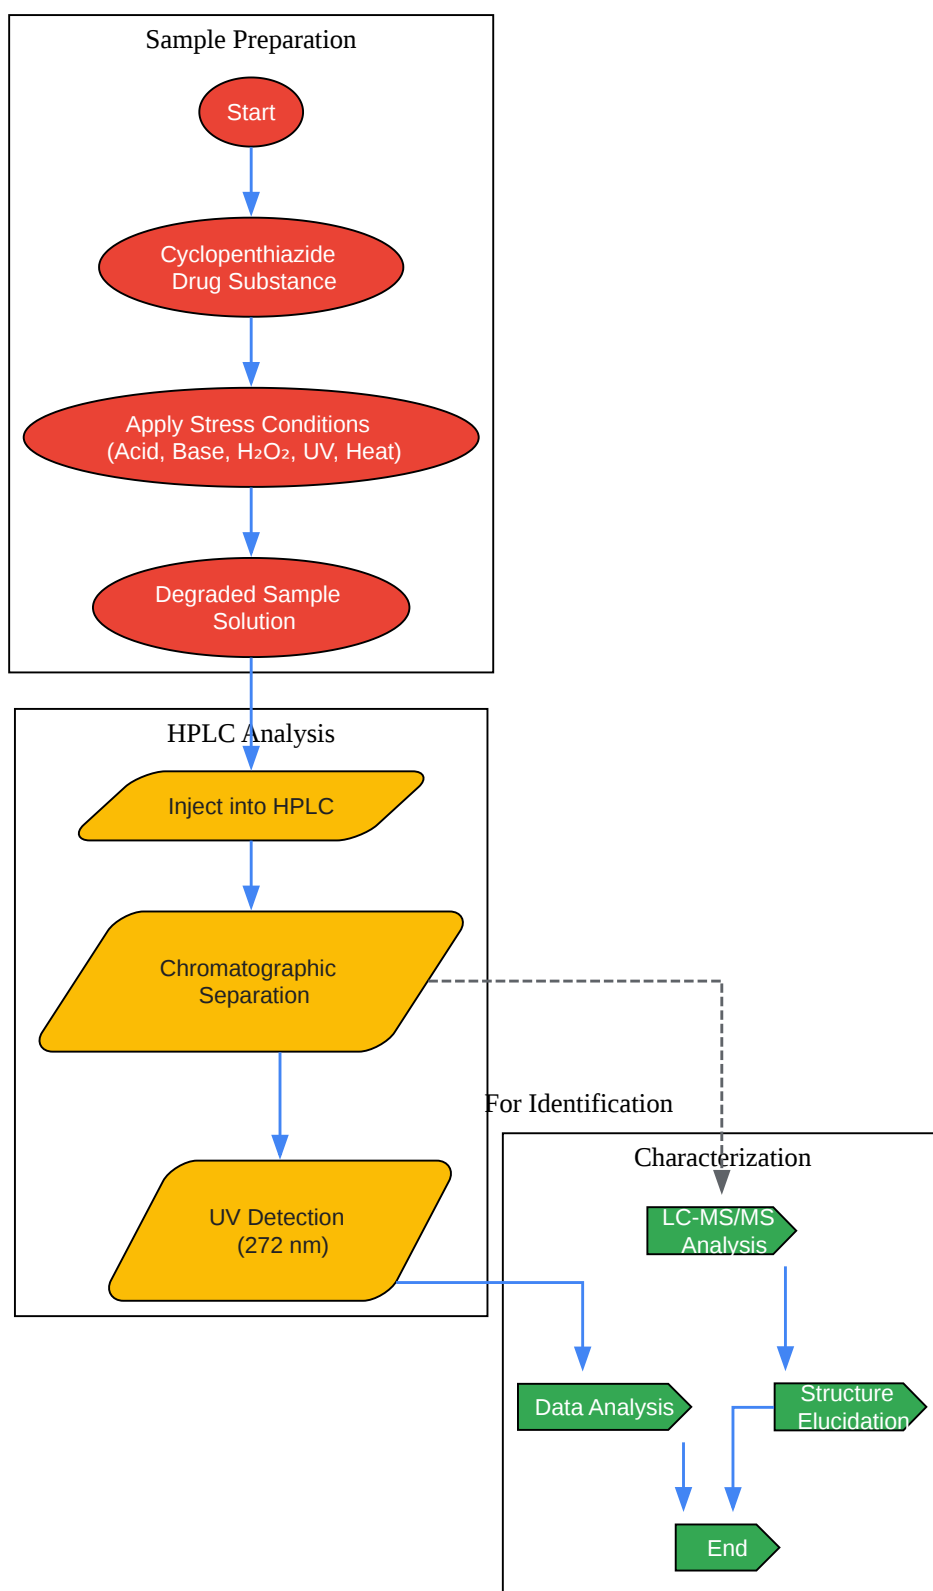 Sample Preparation
Start
Cyclopenthiazide
Drug Substance
Apply Stress Conditions
(Acid, Base, H₂O₂, UV, Heat)
Degraded Sample
Solution
HPLC Analysis
Inject into HPLC
Chromatographic
Separation
For Identification
UV Detection
(272 nm)
Characterization
LC-MS/MS
Analysis
Data Analysis
Structure
Elucidation
End